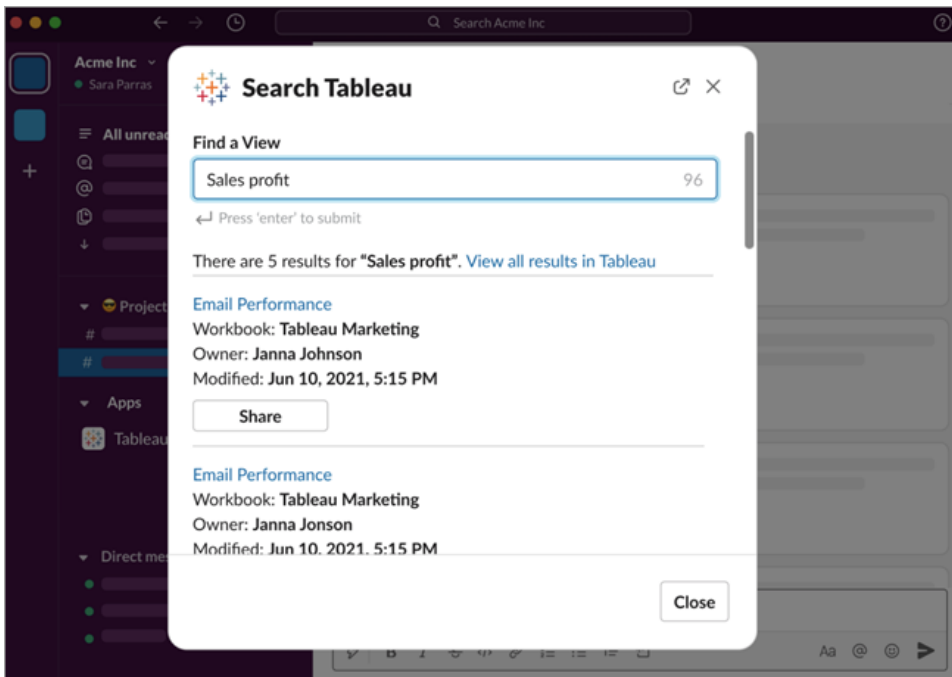 Search Acme Inc
Acme Inc
Sara Parras
All unread
Project
#
#
Apps
Tableau
Direct mes
Search Tableau
Find a View
Sales profit 96
Press 'enter' to submit
There are 5 results for "Sales profit". View all results in Tableau
Email Performance
Workbook: Tableau Marketing
Owner: Janna Johnson
Modified: Jun 10, 2021, 5:15 PM
Share
Email Performance
Workbook: Tableau Marketing
Owner: Janna Jonson
Modified: Jun 10, 2021, 5:15 PM
Close
Aa